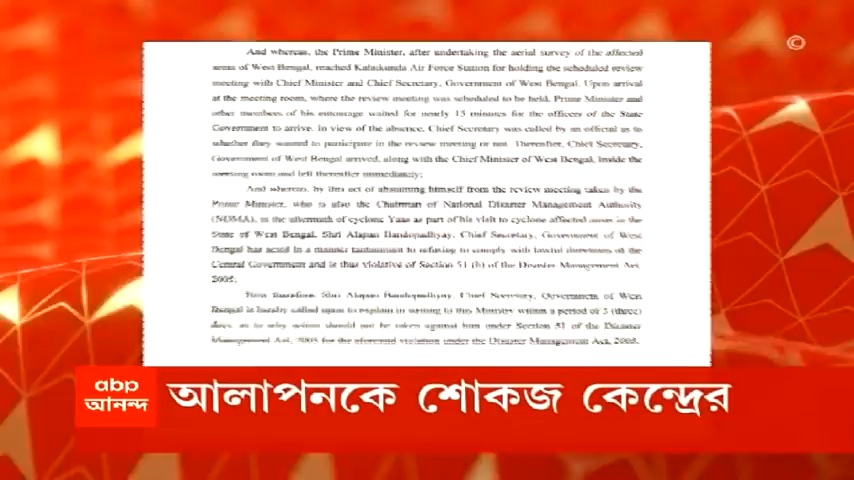 ©
And whereas, the Prime Minister, after undertaking the aerial survey of the affected
areas of West Bengal, reached Kalaikunda Air Force Station for holding the scheduled review
meeting with Chief Minister and Chief Secretary, Government of West Bengal. Upon arrival
at the meeting room, where the review meeting was scheduled to be held, Prime Minister and
other members of his entourage waited for nearly 15 minutes for the officers of the State
Government to arrive. In view of the absence, Chief Secretary was called by an official as to
whether they wanted to participate in the review meeting or not. Thereafter, Chief Secretary,
Government of West Bengal arrived, along with the Chief Minister of West Bengal, inside the
meeting room and left thereafter immediately;
And whereas, by this act of abstaining himself from the review meeting taken by the
Prime Minister, who is also the Chairman of National Disaster Management Authority
(NDMA), in the aftermath of cyclone Yaas as part of his visit to cyclone affected areas in the
State of West Bengal, Shri Alapan Bandopadhyay, Chief Secretary, Government of West
Bengal has acted in a manner tantamount to refusing to comply with lawful directions of the
Central Government and is thus violative of Section 51 (b) of the Disaster Management Act,
2005.
Now therefore, Shri Alapan Bandopadhyay, Chief Secretary, Government of West
Bengal is hereby called upon to explain in writing to this Ministry within a period of 3 (three)
days, as to why action should not be taken against him under Section 51 of the Disaster
Management Act, 2005 for the aforesaid violation under the Disaster Management Act, 2005.
abp
আনন্দ
আলাপনকে শোকজ কেন্দ্রের